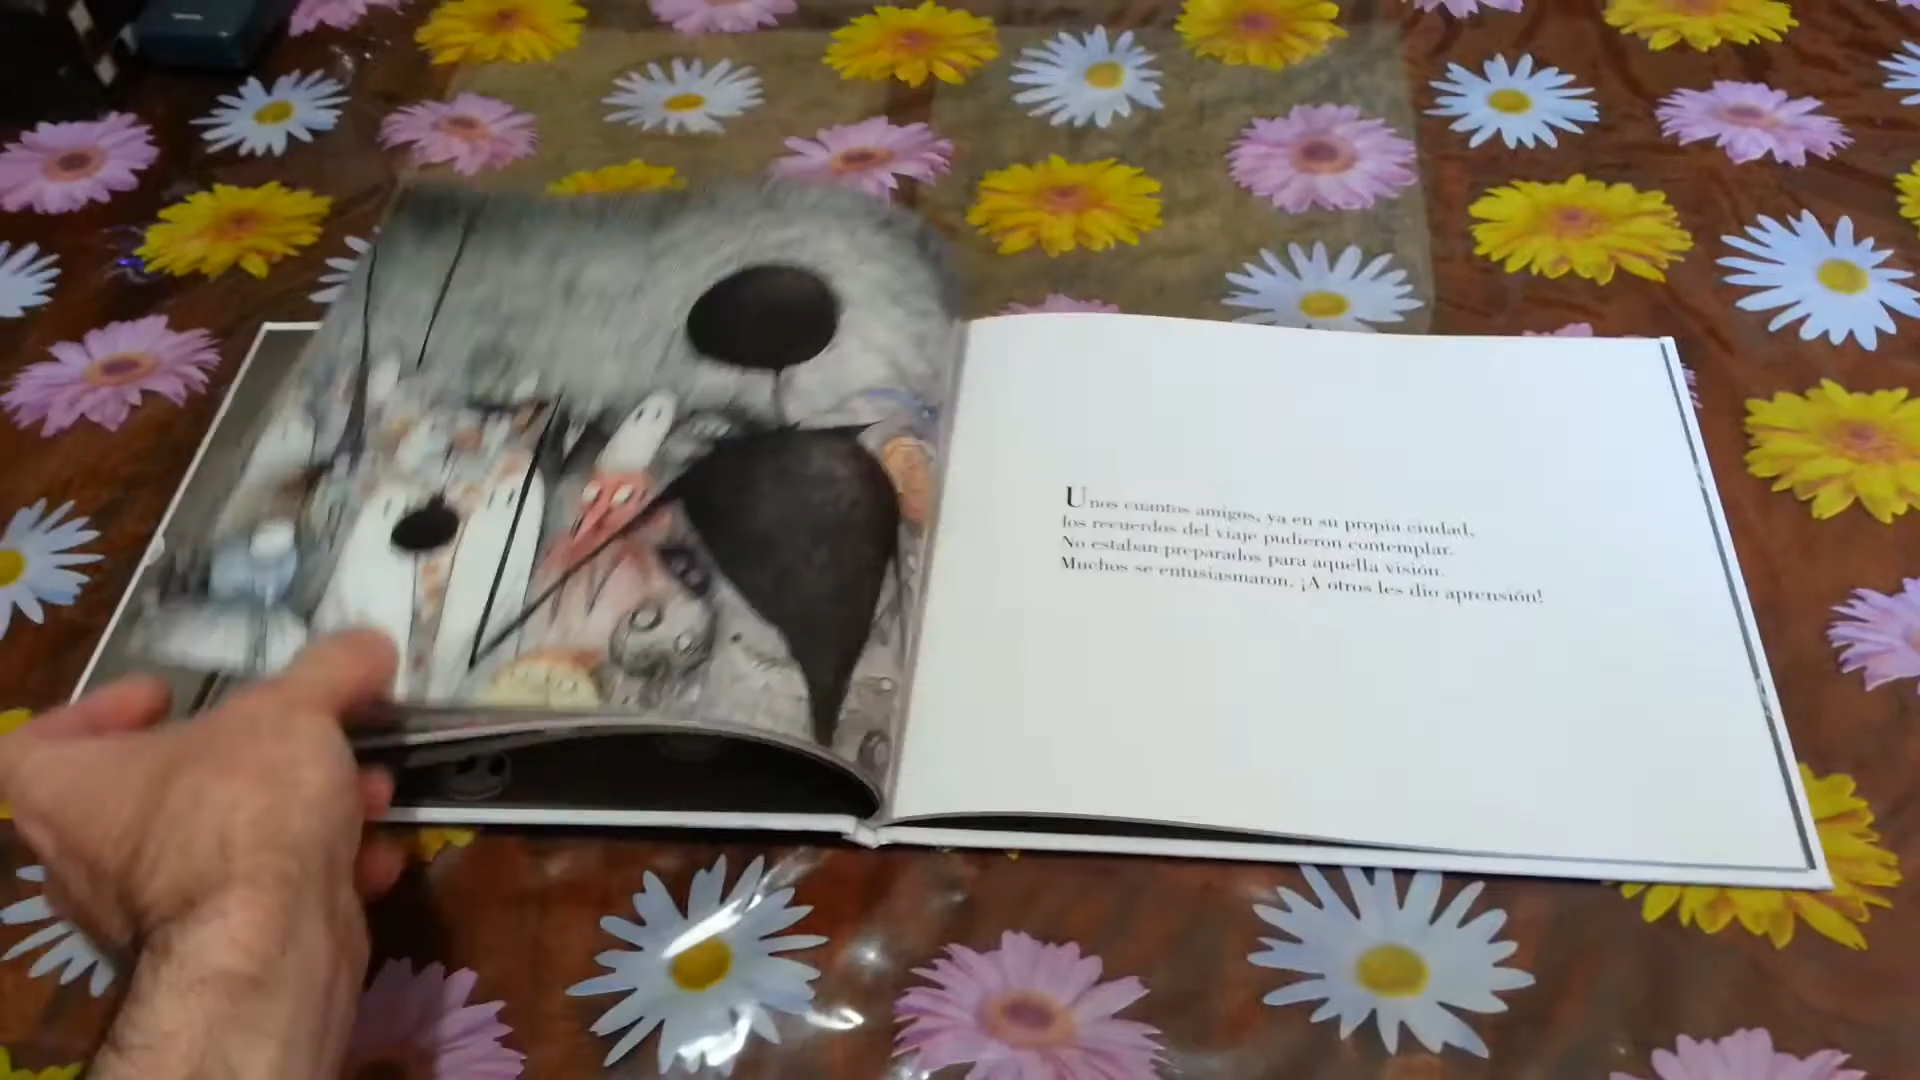 Unos cuantos amigos, ya en su propia ciudad,
los recuerdos del viaje pudieron contemplar.
No estaban preparados para aquella visión.
Muchos se entusiasmaron. ¡A otros les dio aprensión!